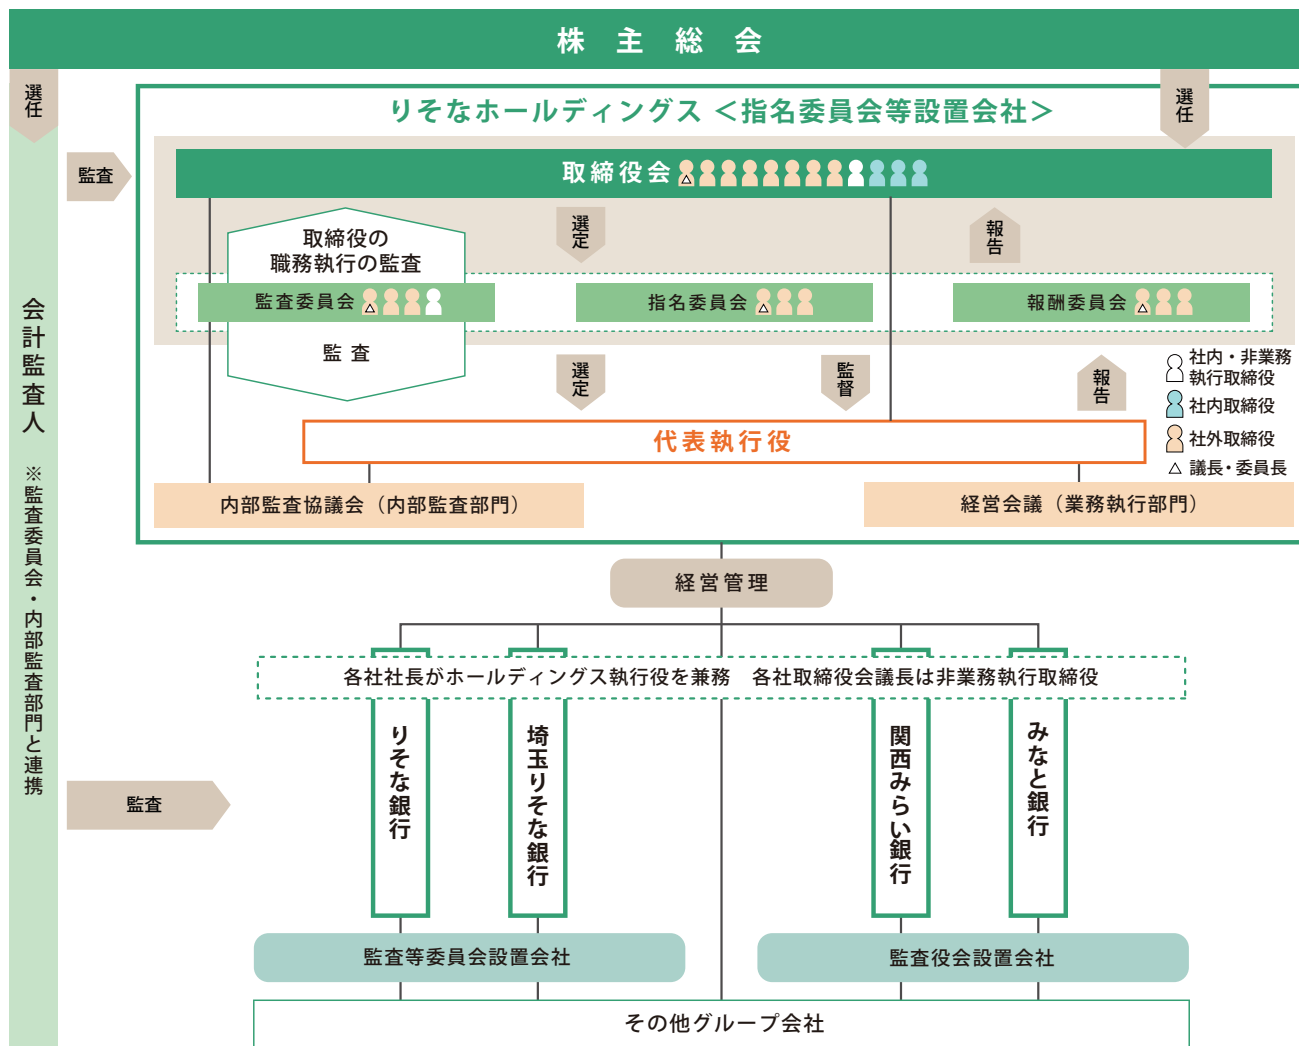 株主総会
選任
選任
りそなホールディングス ＜指名委員会等設置会社＞
監査
取締役会
取締役の
職務執行の監査
選定
報告
監査委員会
指名委員会
報酬委員会
監 査
選定
監督
報告
社内・非業務
執行取締役
社内取締役
社外取締役
議長・委員長
代表執行役
内部監査協議会（内部監査部門）
経営会議（業務執行部門）
会計監査人
※監査委員会・内部監査部門と連携
経営管理
各社社長がホールディングス執行役を兼務　各社取締役会議長は非業務執行取締役
りそな銀行
埼玉りそな銀行
関西みらい銀行
みなと銀行
監査
監査等委員会設置会社
監査役会設置会社
その他グループ会社